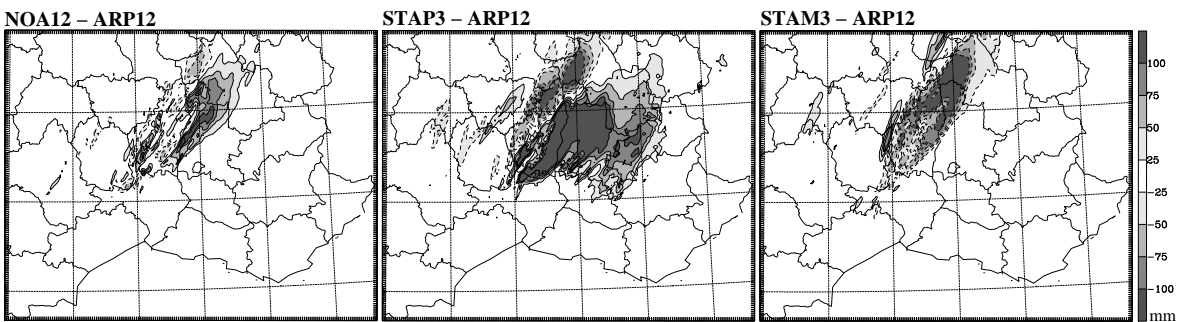 NOA12 – ARP12
STAP3 – ARP12
STAM3 – ARP12
100
75
50
25
25
50
75
100
mm